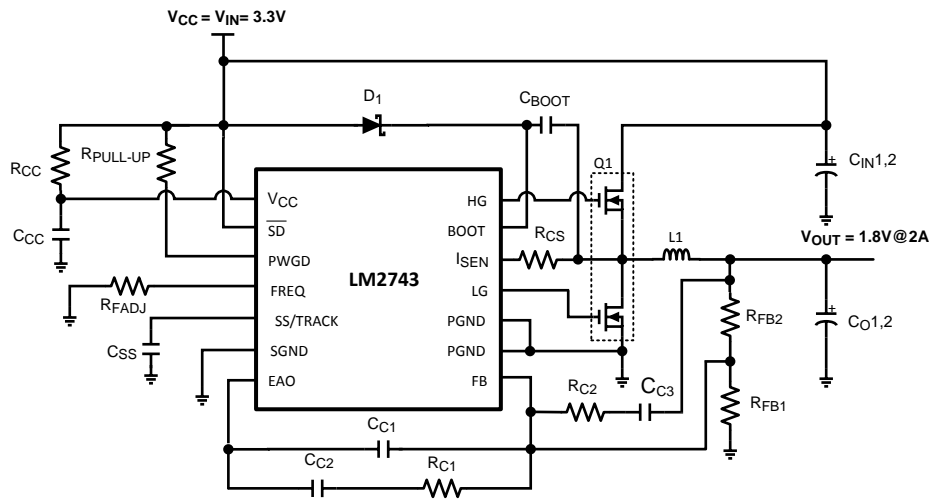 VCC = VIN= 3.3V
D1
CBOOT
RCC
RPULL-UP
Q1
CIN1,2
VCC
HG
CCC
SD
BOOT
RCS
L1
VOUT = 1.8V@2A
PWGD
ISEN
LM2743
FREQ
LG
RFADJ
RFB2
CO1,2
SS/TRACK
PGND
CSS
SGND
PGND
EAO
FB
RC2
CC3
RFB1
CC1
CC2
RC1